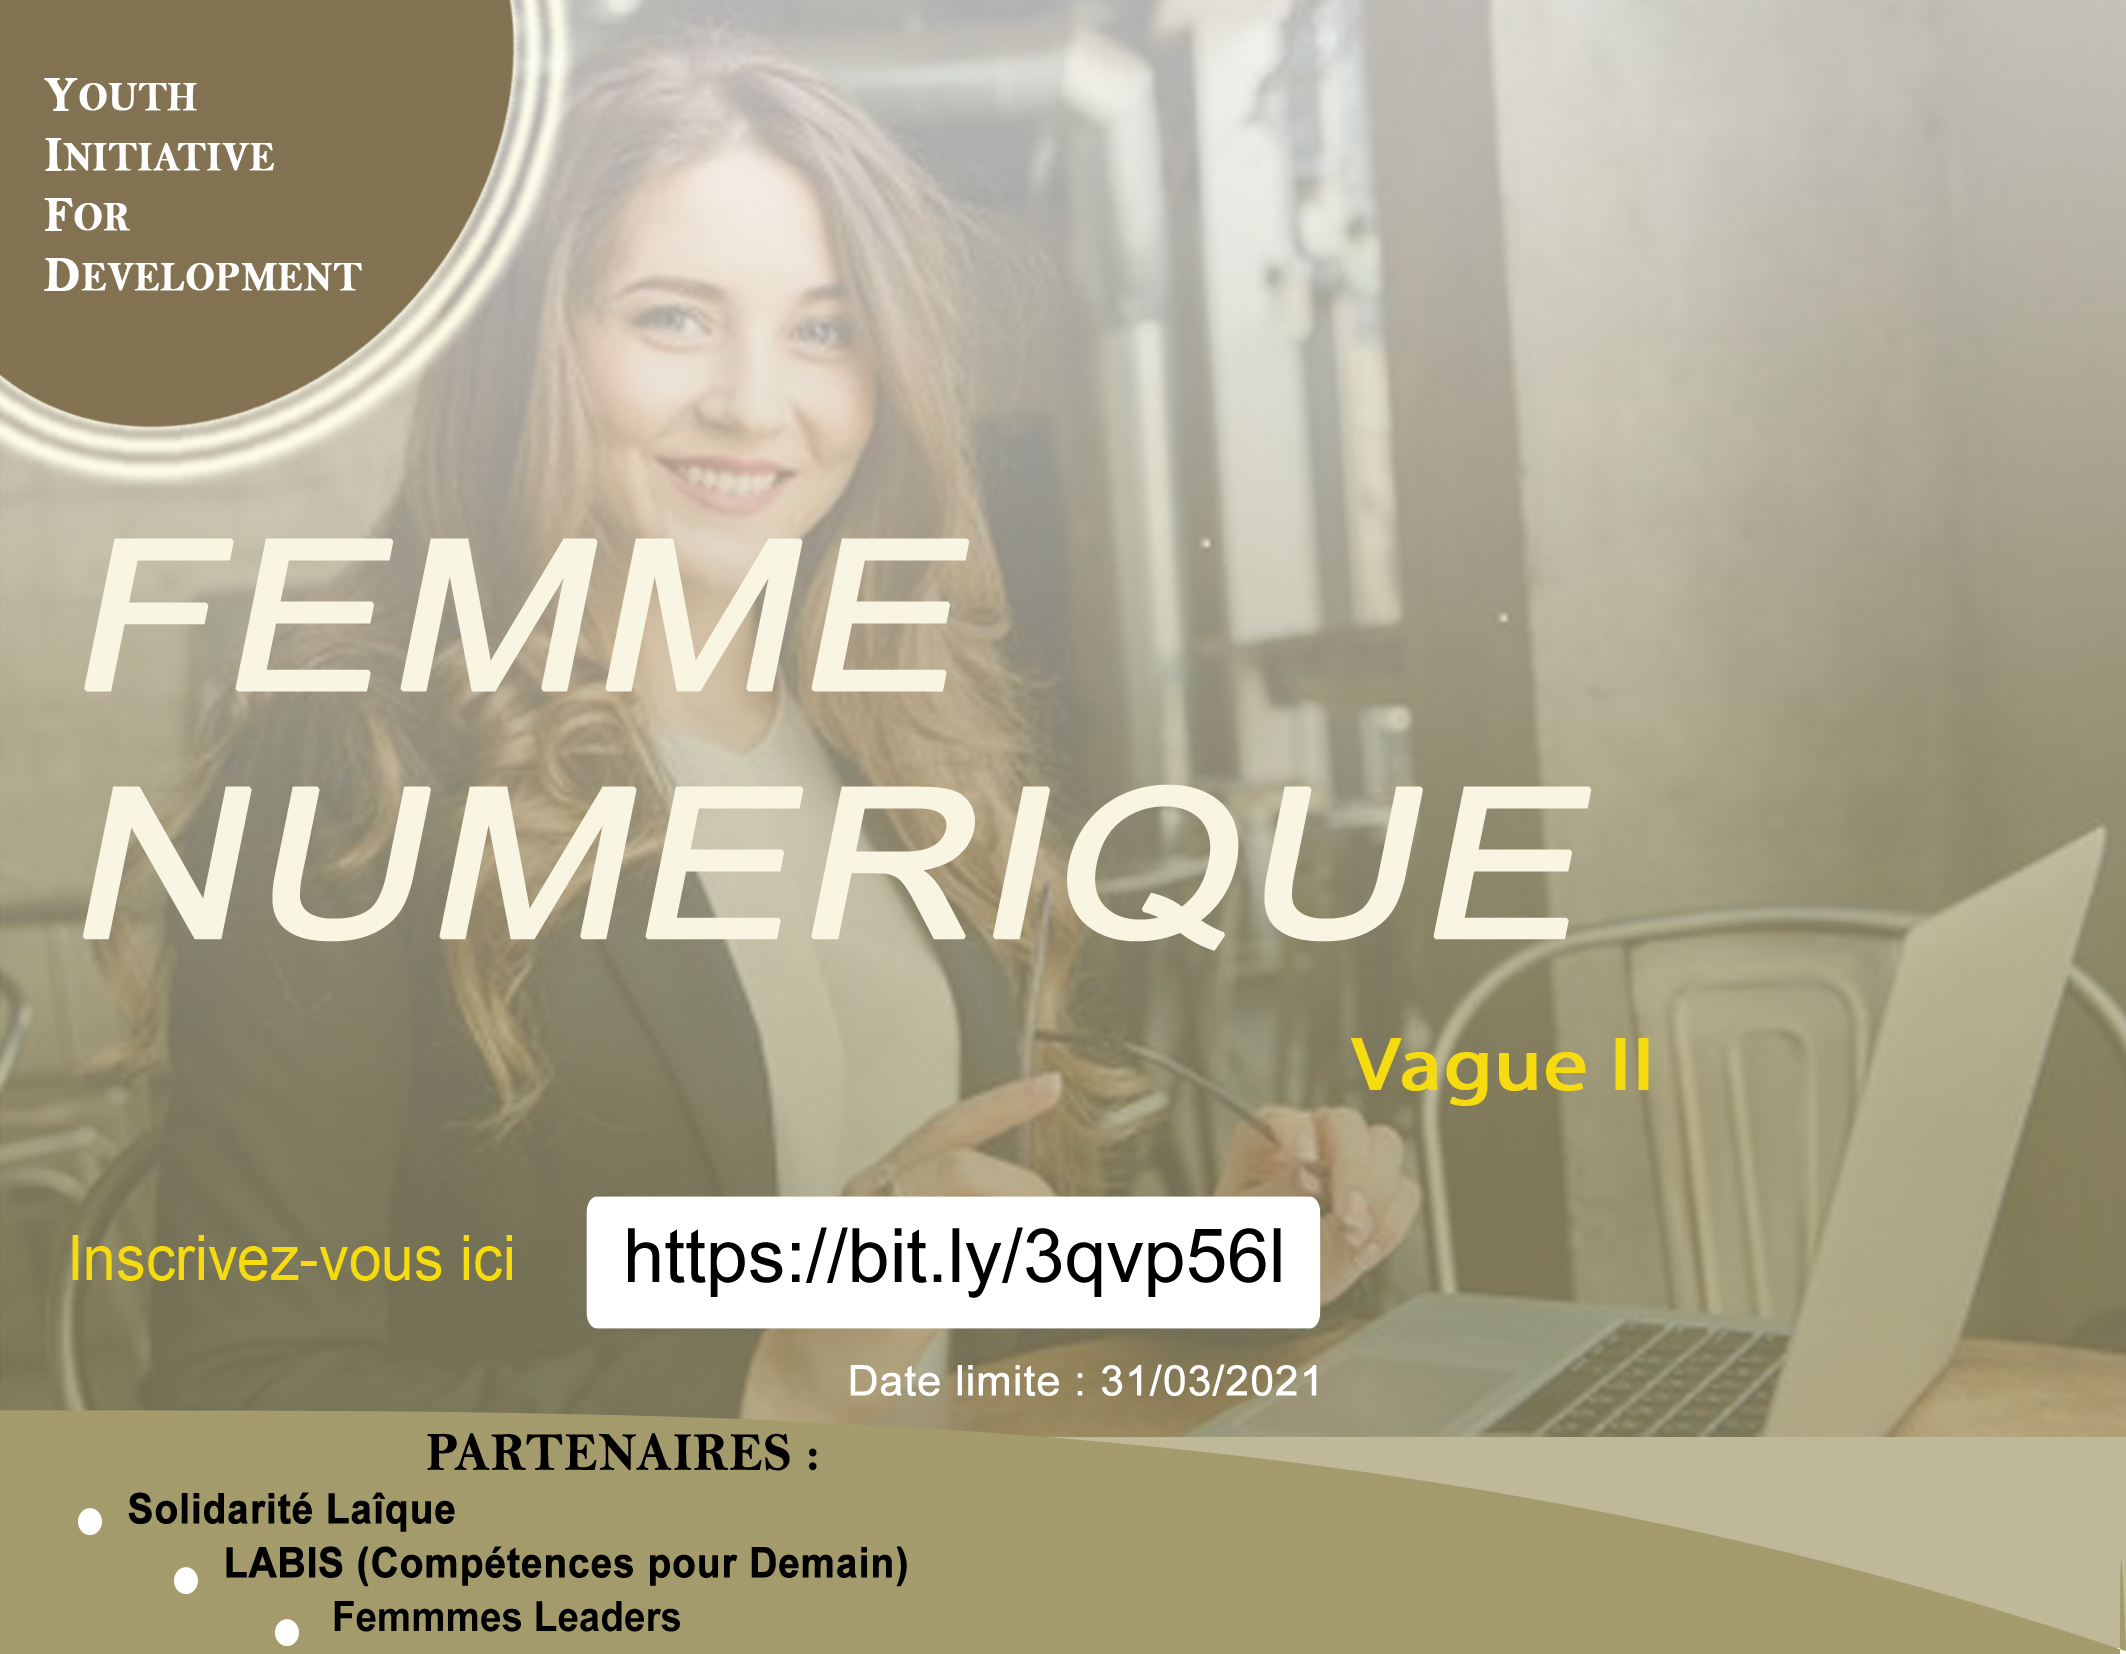 YOUTH
INITIATIVE
FOR
DEVELOPMENT
FEMME
NUMERIQUE
Vague II
Inscrivez-vous ici
https://bit.ly/3qvp56l
Date limite : 31/03/2021
PARTENAIRES :
Solidarité Laîque
LABIS (Compétences pour Demain)
Femmmes Leaders